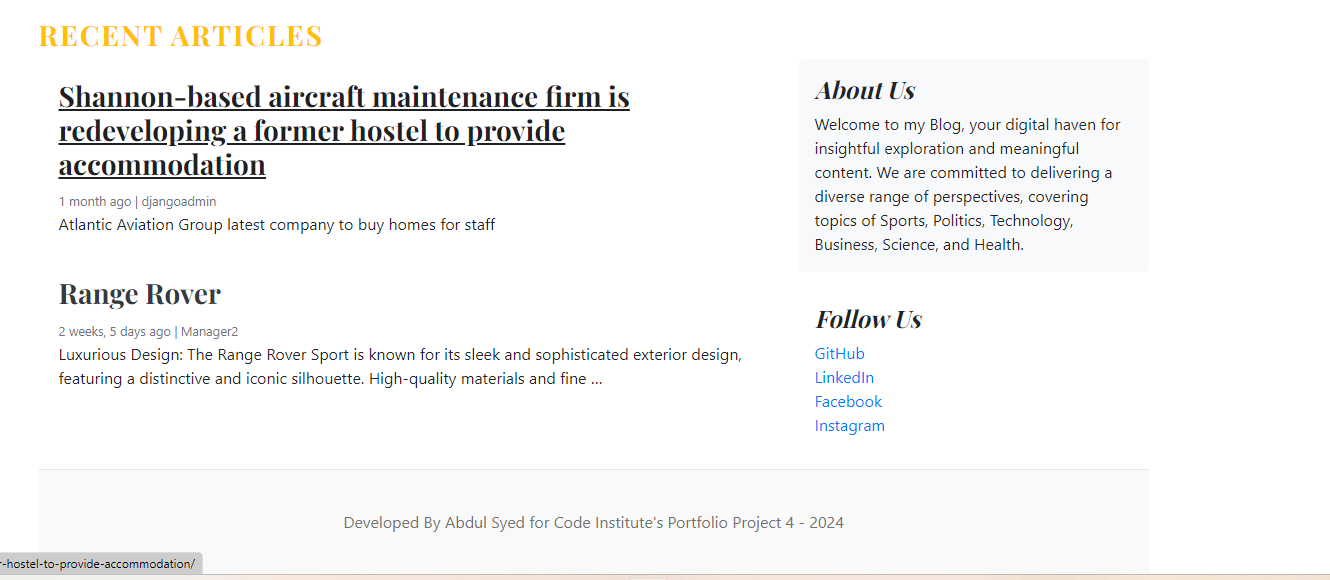 RECENT ARTICLES
Shannon-based aircraft maintenance firm is
redeveloping a former hostel to provide
accommodation
1 month ago | djangoadmin
Atlantic Aviation Group latest company to buy homes for staff
Range Rover
2 weeks, 5 days ago | Manager2
Luxurious Design: The Range Rover Sport is known for its sleek and sophisticated exterior design,
featuring a distinctive and iconic silhouette. High-quality materials and fine …
About Us
Welcome to my Blog, your digital haven for
insightful exploration and meaningful
content. We are committed to delivering a
diverse range of perspectives, covering
topics of Sports, Politics, Technology,
Business, Science, and Health.
Follow Us
GitHub
LinkedIn
Facebook
Instagram
Developed By Abdul Syed for Code Institute's Portfolio Project 4 - 2024
-hostel-to-provide-accommodation/